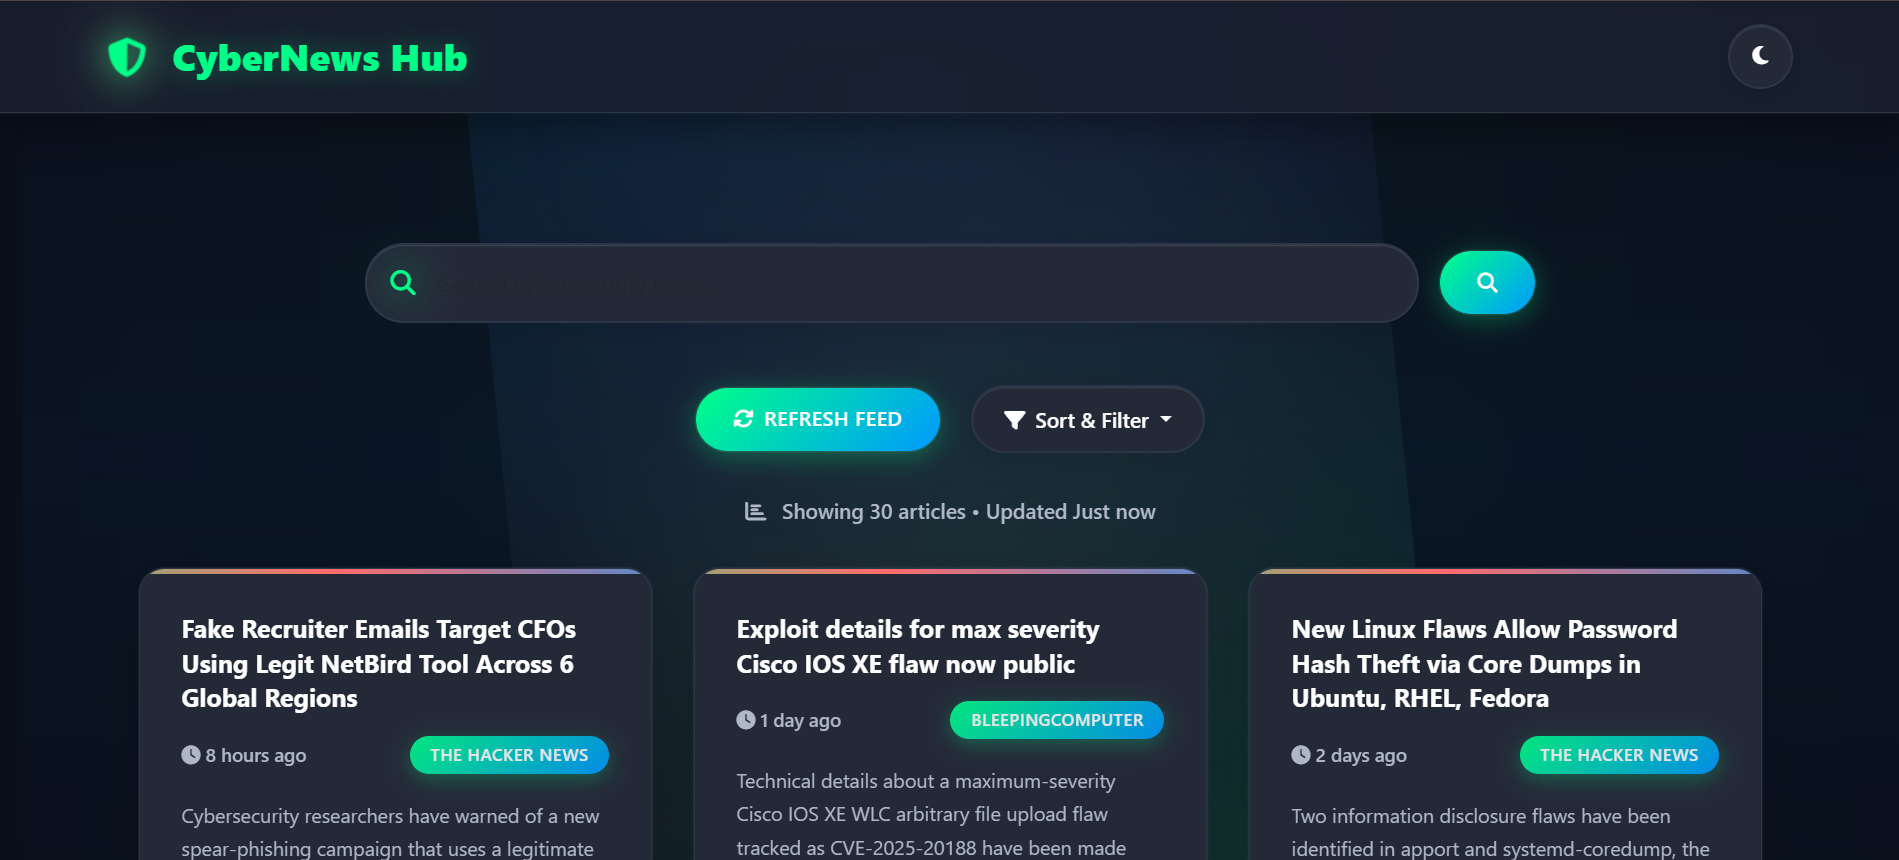 CyberNews Hub
Search cybersecurity news...
REFRESH FEED
Sort & Filter
Showing 30 articles • Updated Just now
Fake Recruiter Emails Target CFOs
Using Legit NetBird Tool Across 6
Global Regions
8 hours ago
THE HACKER NEWS
Cybersecurity researchers have warned of a new
spear-phishing campaign that uses a legitimate
Exploit details for max severity
Cisco IOS XE flaw now public
1 day ago
BLEEPINGCOMPUTER
Technical details about a maximum-severity
Cisco IOS XE WLC arbitrary file upload flaw
tracked as CVE-2025-20188 have been made
New Linux Flaws Allow Password
Hash Theft via Core Dumps in
Ubuntu, RHEL, Fedora
2 days ago
THE HACKER NEWS
Two information disclosure flaws have been
identified in apport and systemd-coredump, the